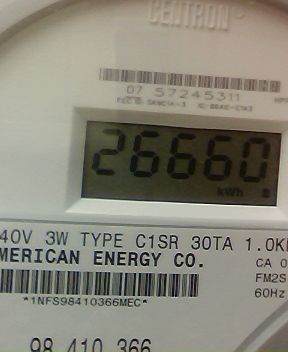 CENTRON®
07 57245311
26660
kWh
40V 3W TYPE C1SR 30TA 1.0K
MERICAN ENERGY CO.
CA 0
FM2S
60Hz
*1NFS98410366MEC*
98 410 366